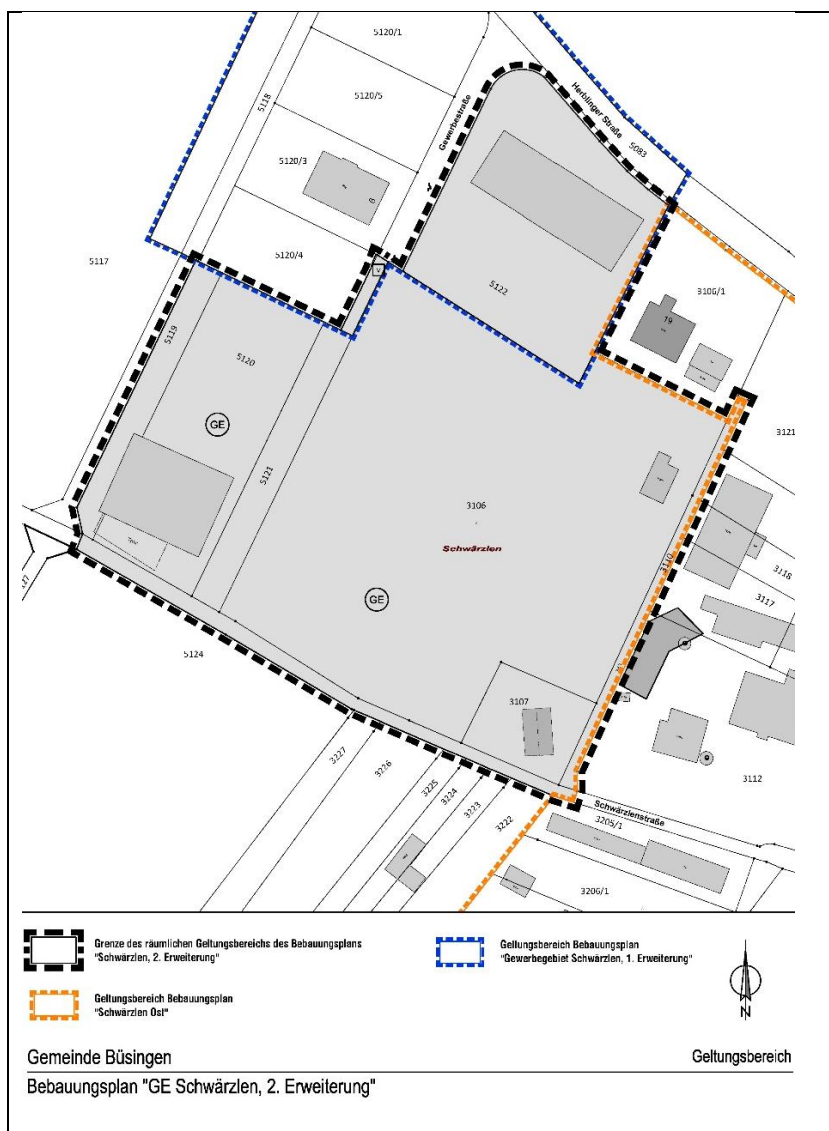 5120/1
5118
5120/5
Gewerbestraße
Herblinger Straße
5083
5120/3
6
5120/4
5117
5122
3106/1
19
5119
5120
GE
5121
3106
Schwärzlen
3121
3110
3118
3117
GE
5124
3107
3112
3227
3226
3225
3224
3223
3222
Schwärzlenstraße
3205/1
3206/1
Grenze des räumlichen Geltungsbereichs des Bebauungsplans
"Schwärzlen, 2. Erweiterung"
Geltungsbereich Bebauungsplan
"Gewerbegebiet Schwärzlen, 1. Erweiterung"
Geltungsbereich Bebauungsplan
"Schwärzlen Ost"
N
Gemeinde Büsingen
Geltungsbereich
Bebauungsplan "GE Schwärzlen, 2. Erweiterung"